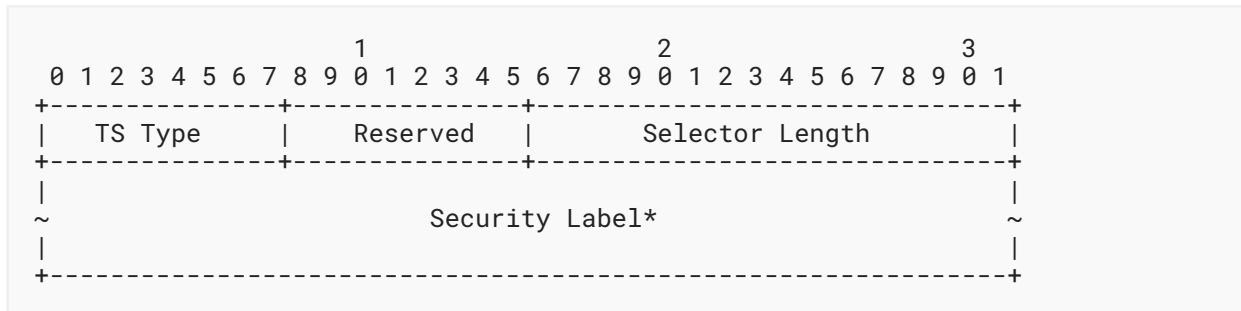 1                   2                   3
 0 1 2 3 4 5 6 7 8 9 0 1 2 3 4 5 6 7 8 9 0 1 2 3 4 5 6 7 8 9 0 1
+---------------+---------------+-------------------------------+
|   TS Type     |    Reserved   |       Selector Length         |
+---------------+---------------+-------------------------------+
|                                                               |
~                         Security Label*                       ~
|                                                               |
+---------------------------------------------------------------+